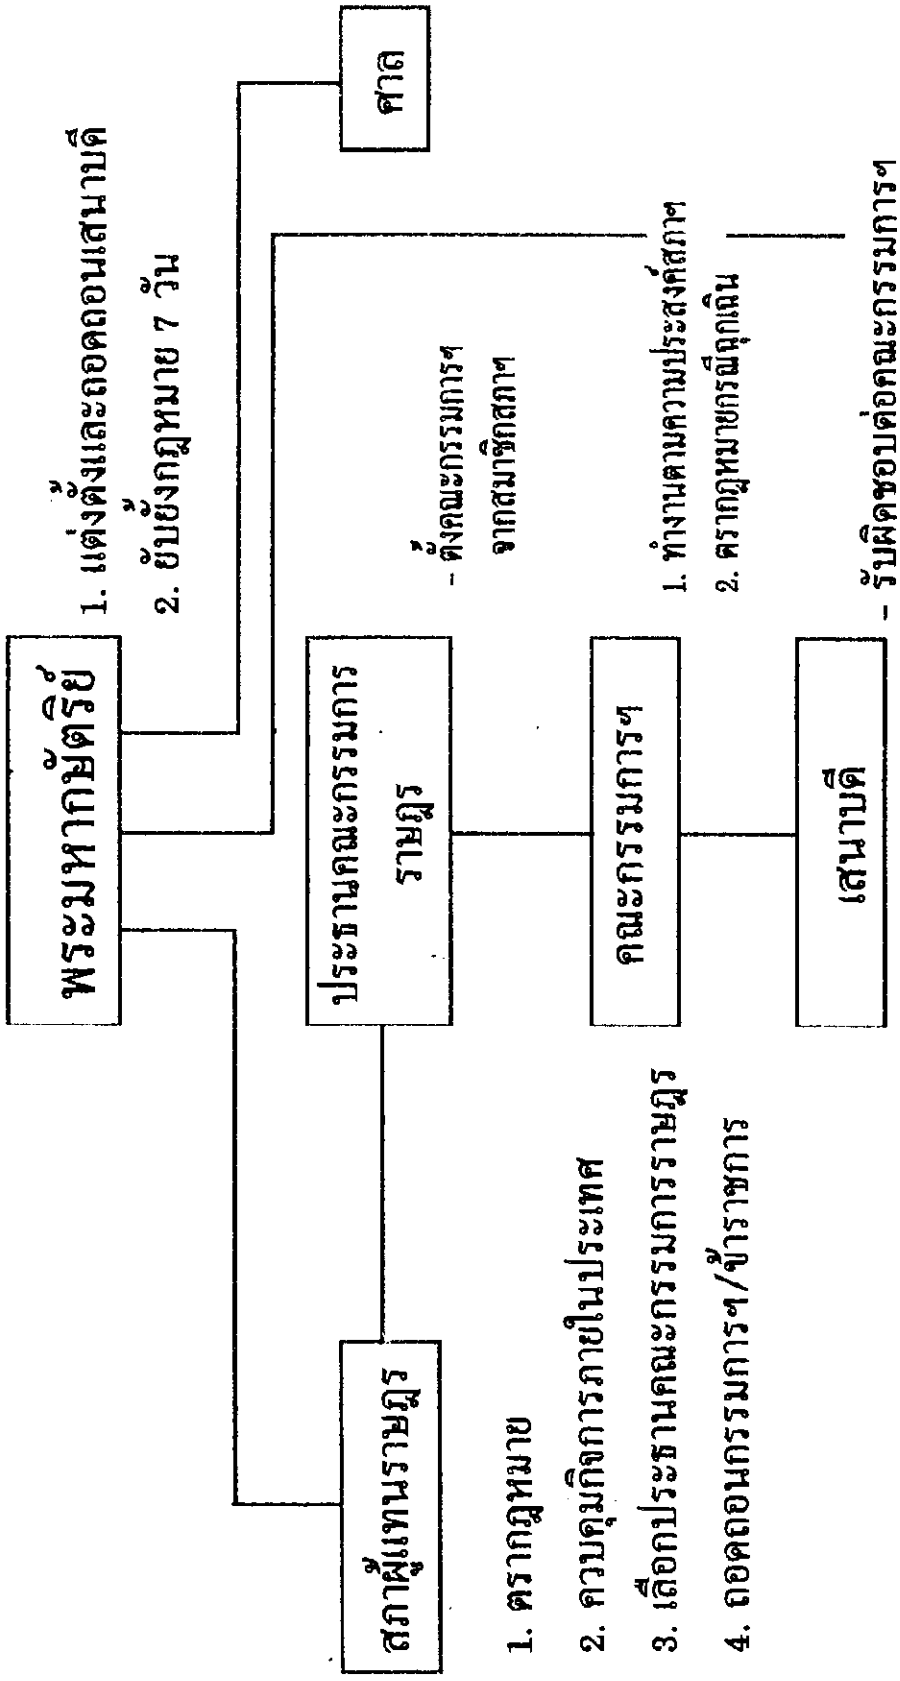 พระมหากษัตริย์
1. แต่งตั้งและถอดถอนเสนาบดี
2. ยับยั้งกฎหมาย 7 วัน
สภาผู้แทนราษฎร
ประธานคณะกรรมการ
ราษฎร
ศาล
- ตั้งคณะกรรมการฯ
จากสมาชิกสภาฯ
1. ตรากฎหมาย
2. ควบคุมกิจการภายในประเทศ
3. เลือกประธานคณะกรรมการราษฎร
4. ถอดถอนกรรมการฯ/ข้าราชการ
คณะกรรมการฯ
1. ทำงานตามความประสงค์สภาฯ
2. ตรากฎหมายกรณีฉุกเฉิน
เสนาบดี
- รับผิดชอบต่อคณะกรรมการฯ